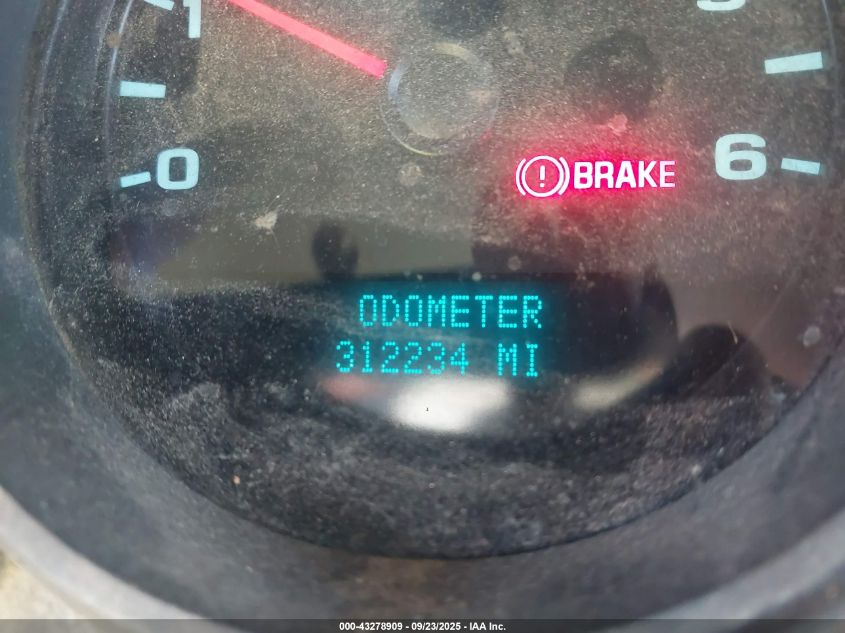 1
0
6
BRAKE
ODOMETER
312234 MI
000-43278909 - 09/23/2025 - IAA Inc.